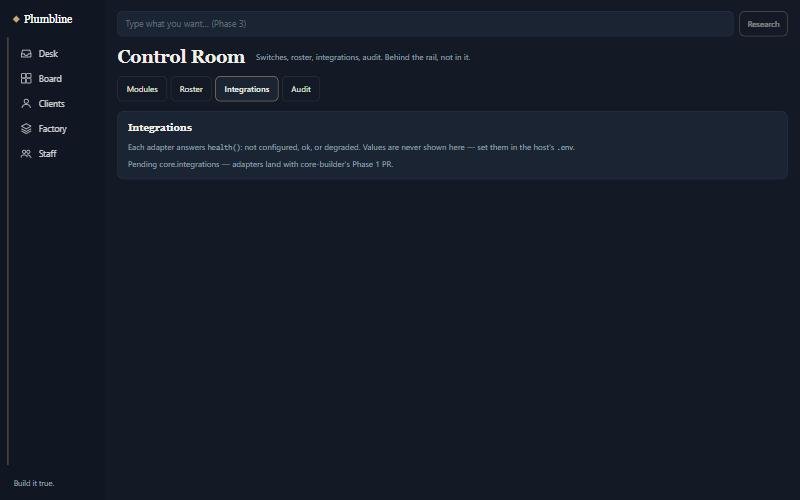 Plumbline
Type what you want... (Phase 3)
Research
Desk
Board
Clients
Factory
Staff
Control Room
Switches, roster, integrations, audit. Behind the rail, not in it.
Modules
Roster
Integrations
Audit
Integrations
Each adapter answers health(): not configured, ok, or degraded. Values are never shown here — set them in the host's .env.
Pending core.integrations — adapters land with core-builder's Phase 1 PR.
Build it true.